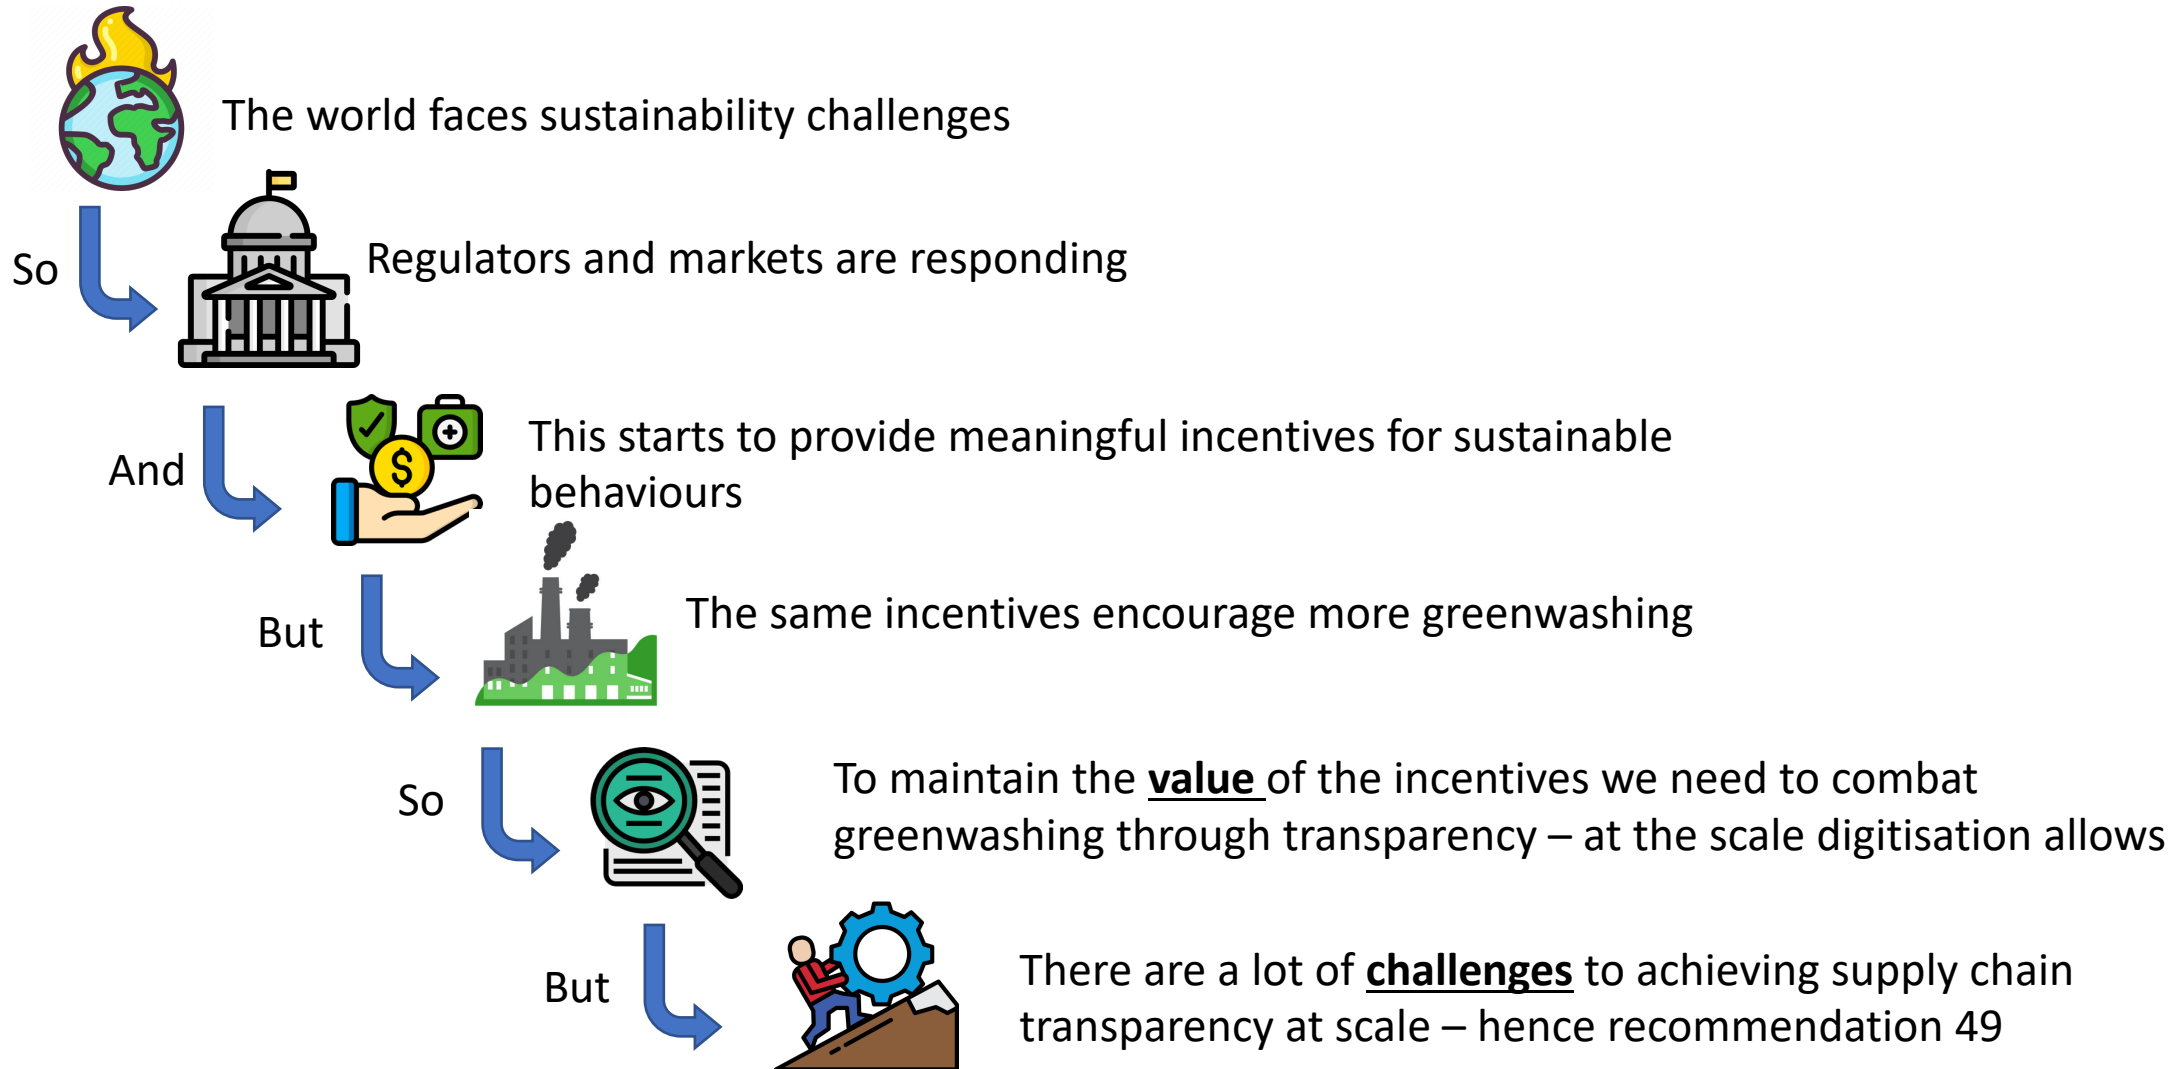 The world faces sustainability challenges
So
Regulators and markets are responding
And
This starts to provide meaningful incentives for sustainable
behaviours
But
The same incentives encourage more greenwashing
So
To maintain the value of the incentives we need to combat
greenwashing through transparency – at the scale digitisation allows
But
There are a lot of challenges to achieving supply chain
transparency at scale – hence recommendation 49
$